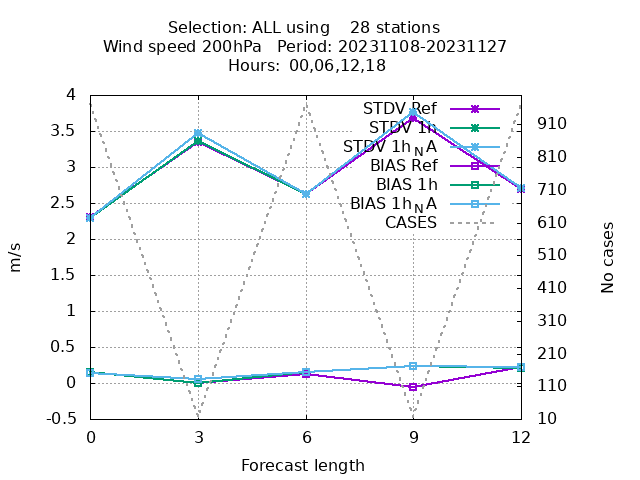 Selection: ALL using    28 stations
Wind speed 200hPa   Period: 20231108-20231127
Hours:  00,06,12,18
STDV Ref
STDV 1h
STDV 1hNA
BIAS Ref
BIAS 1h
BIAS 1hNA
CASES
4
3.5
3
2.5
2
1.5
1
0.5
0
-0.5
m/s
910
810
710
610
510
410
310
210
110
10
No cases
0 3 6 9 12
Forecast length